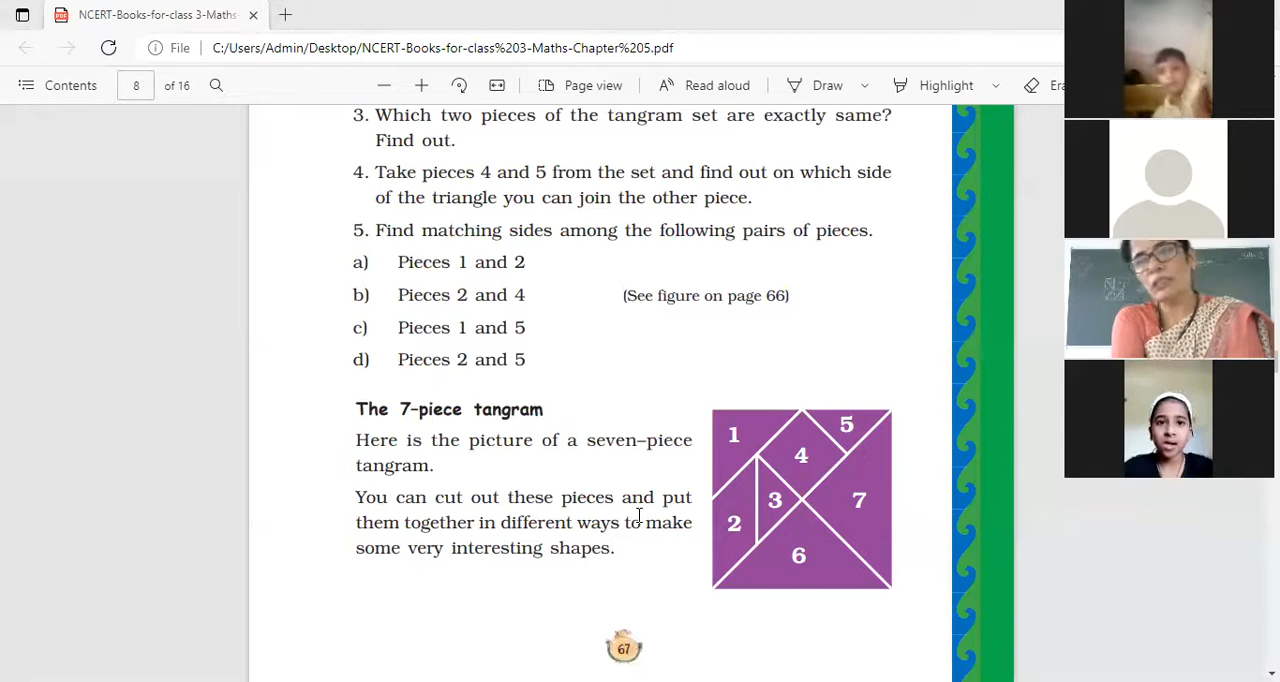 NCERT-Books-for-class 3-Maths-
File C:/Users/Admin/Desktop/NCERT-Books-for-class%203-Maths-Chapter%205.pdf
Contents 8 of 16 Page view Read aloud Draw Highlight Era
3. Which two pieces of the tangram set are exactly same?
Find out.
4. Take pieces 4 and 5 from the set and find out on which side
of the triangle you can join the other piece.
5. Find matching sides among the following pairs of pieces.
a) Pieces 1 and 2
b) Pieces 2 and 4 (See figure on page 66)
c) Pieces 1 and 5
d) Pieces 2 and 5
The 7–piece tangram
Here is the picture of a seven–piece
tangram.
You can cut out these pieces and put
them together in different ways to make
some very interesting shapes.
1
5
4
3
7
2
6
67